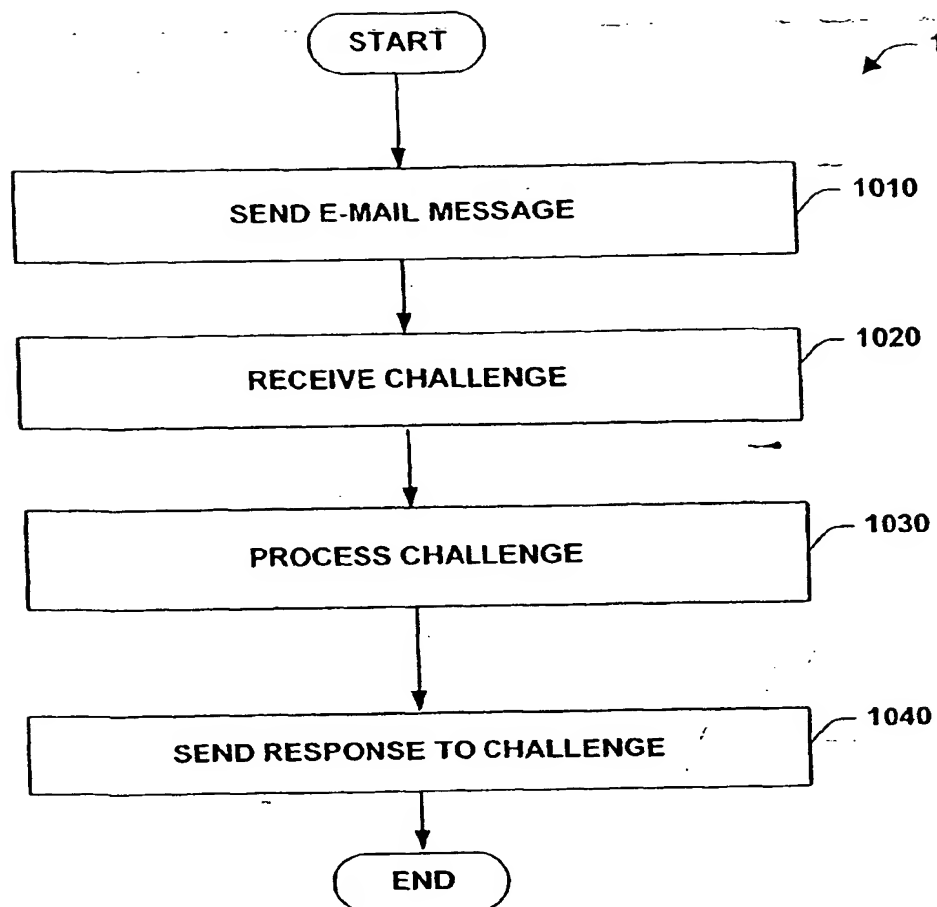 START
1
SEND E-MAIL MESSAGE
1010
RECEIVE CHALLENGE
1020
PROCESS CHALLENGE
1030
SEND RESPONSE TO CHALLENGE
1040
END